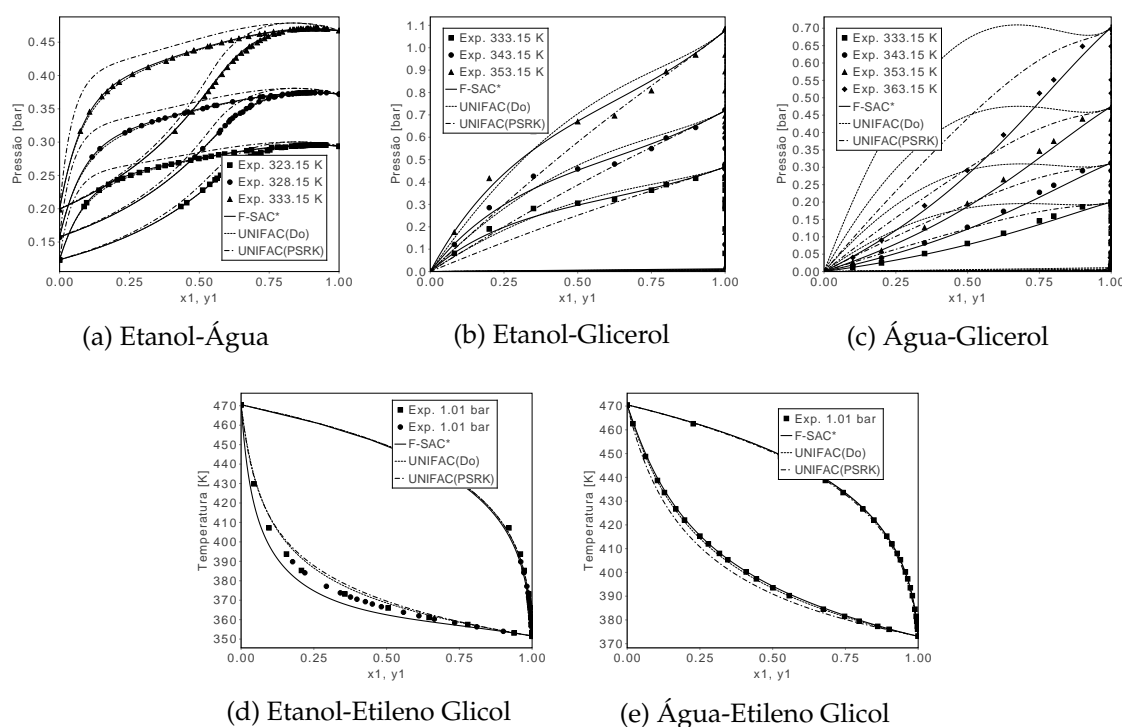 Pressão [bar]
0.45
0.40
0.35
0.30
0.25
0.20
0.15
Exp. 323.15 K
Exp. 328.15 K
Exp. 333.15 K
F-SAC*
UNIFAC(Do)
UNIFAC(PSRK)
0.00 0.25 0.50 0.75 1.00
x1, y1
(a) Etanol-Água
Pressão [bar]
1.1
1.0
0.9
0.8
0.7
0.6
0.5
0.4
0.3
0.2
0.1
0.0
Exp. 333.15 K
Exp. 343.15 K
Exp. 353.15 K
F-SAC*
UNIFAC(Do)
UNIFAC(PSRK)
0.00 0.25 0.50 0.75 1.00
x1, y1
(b) Etanol-Glicerol
Pressão [bar]
0.70
0.65
0.60
0.55
0.50
0.45
0.40
0.35
0.30
0.25
0.20
0.15
0.10
0.05
0.00
Exp. 333.15 K
Exp. 343.15 K
Exp. 353.15 K
Exp. 363.15 K
F-SAC*
UNIFAC(Do)
UNIFAC(PSRK)
0.00 0.25 0.50 0.75 1.00
x1, y1
(c) Água-Glicerol
Temperatura [K]
470
460
450
440
430
420
410
400
390
380
370
360
350
Exp. 1.01 bar
Exp. 1.01 bar
F-SAC*
UNIFAC(Do)
UNIFAC(PSRK)
0.00 0.25 0.50 0.75 1.00
x1, y1
(d) Etanol-Etileno Glicol
Temperatura [K]
470
460
450
440
430
420
410
400
390
380
370
Exp. 1.01 bar
F-SAC*
UNIFAC(Do)
UNIFAC(PSRK)
0.00 0.25 0.50 0.75 1.00
x1, y1
(e) Água-Etileno Glicol